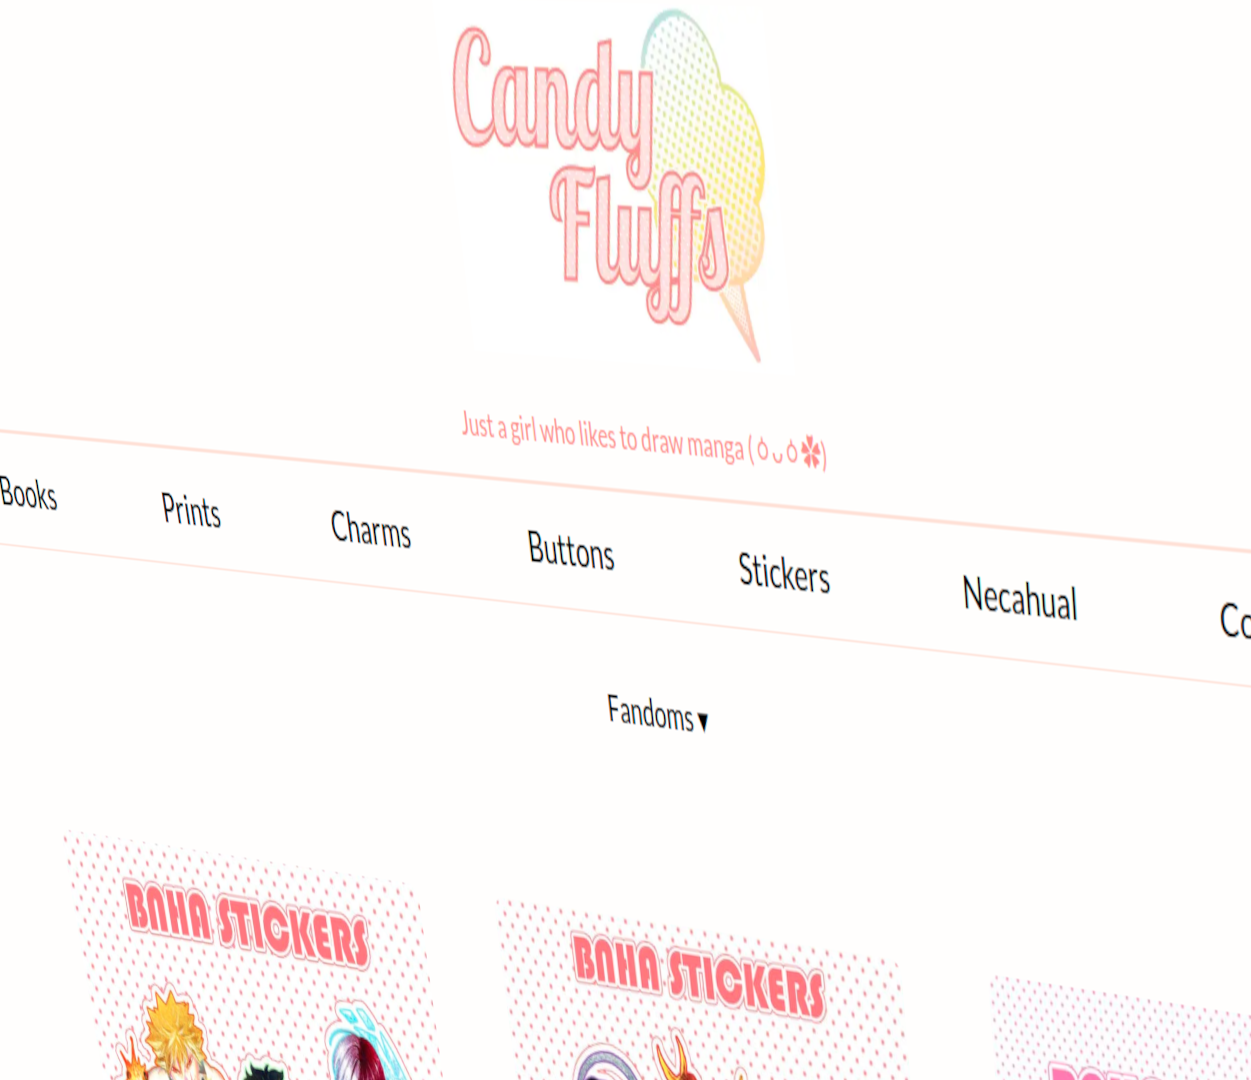 Candy
Fluffs
Just a girl who likes to draw manga (ㆁᴗㆁ✿)
Books Prints Charms Buttons Stickers Necahual
Fandoms ▾
BNHA STICKERS
BNHA STICKERS